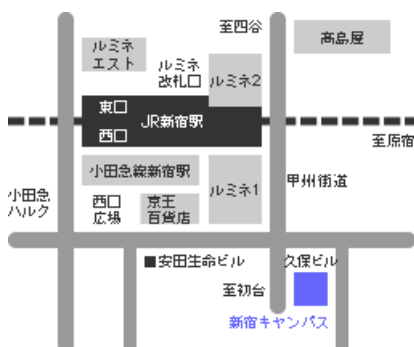 至四谷
高島屋
ルミネ
エスト
ルミネ
改札口
ルミネ2
東口
JR新宿駅
西口
至原宿
小田急線新宿駅
ルミネ1
甲州街道
小田急
ハルク
西口
広場
京王
百貨店
■安田生命ビル
久保ビル
至初台
新宿キャンパス